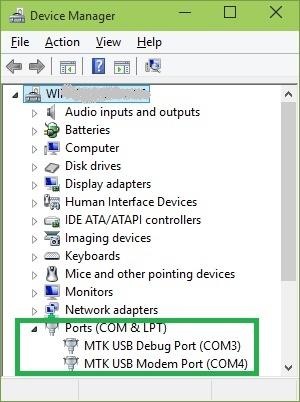 Device Manager
File Action View Help
Audio inputs and outputs
Batteries
Computer
Disk drives
Display adapters
Human Interface Devices
IDE ATA/ATAPI controllers
Imaging devices
Keyboards
Mice and other pointing devices
Monitors
Network adapters
Ports (COM & LPT)
MTK USB Debug Port (COM3)
MTK USB Modem Port (COM4)